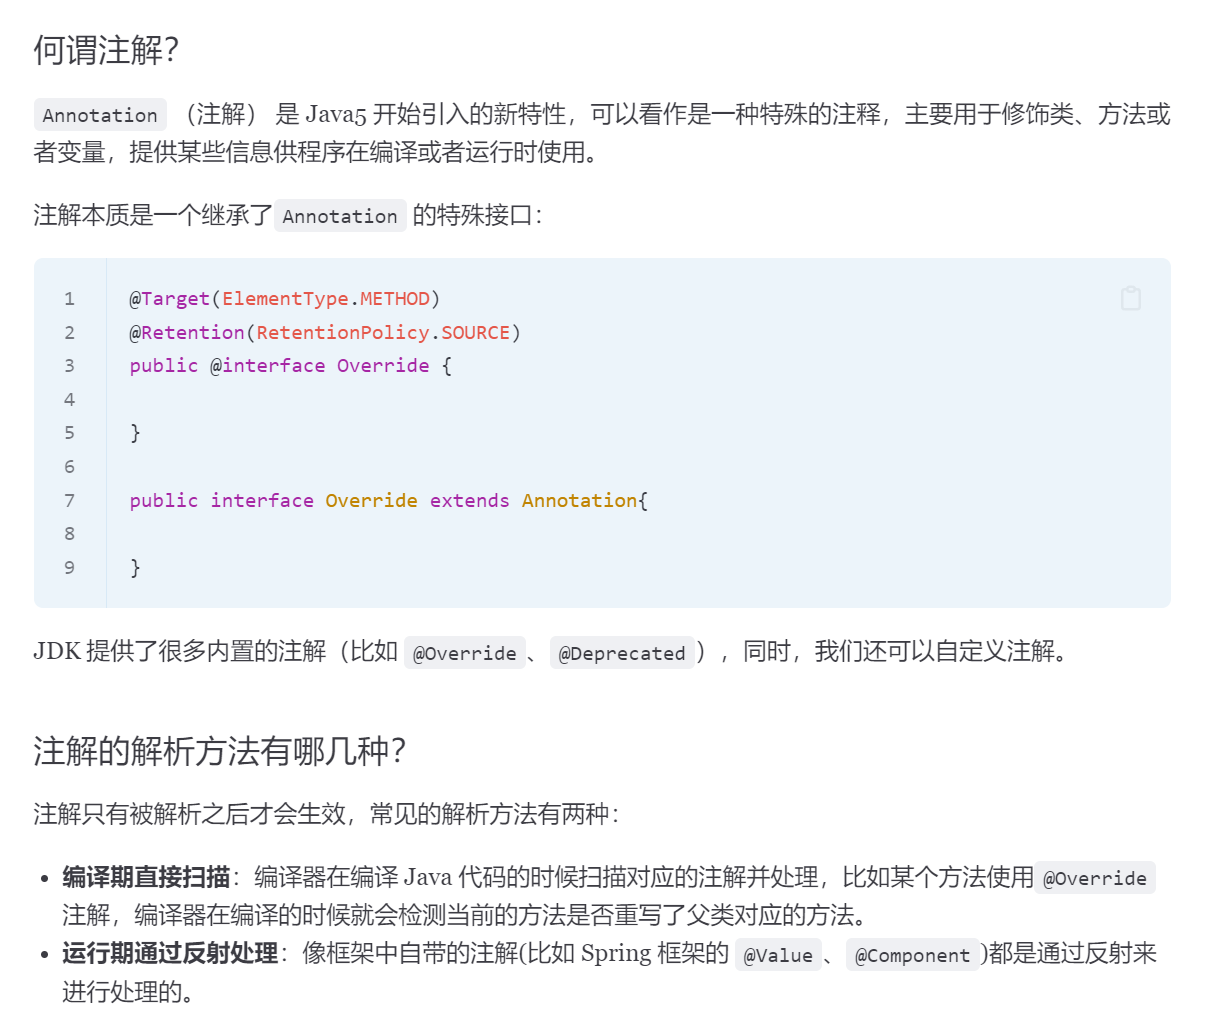 何谓注解？
Annotation （注解） 是 Java5 开始引入的新特性，可以看作是一种特殊的注释，主要用于修饰类、方法或
者变量，提供某些信息供程序在编译或者运行时使用。
注解本质是一个继承了 Annotation 的特殊接口：
1 @Target(ElementType.METHOD)
2 @Retention(RetentionPolicy.SOURCE)
3 public @interface Override {
4
5 }
6
7 public interface Override extends Annotation{
8
9 }
JDK 提供了很多内置的注解（比如 @Override 、 @Deprecated ），同时，我们还可以自定义注解。
注解的解析方法有哪几种？
注解只有被解析之后才会生效，常见的解析方法有两种：
• 编译期直接扫描：编译器在编译 Java 代码的时候扫描对应的注解并处理，比如某个方法使用 @Override
注解，编译器在编译的时候就会检测当前的方法是否重写了父类对应的方法。
• 运行期通过反射处理：像框架中自带的注解(比如 Spring 框架的 @Value 、 @Component )都是通过反射来
进行处理的。